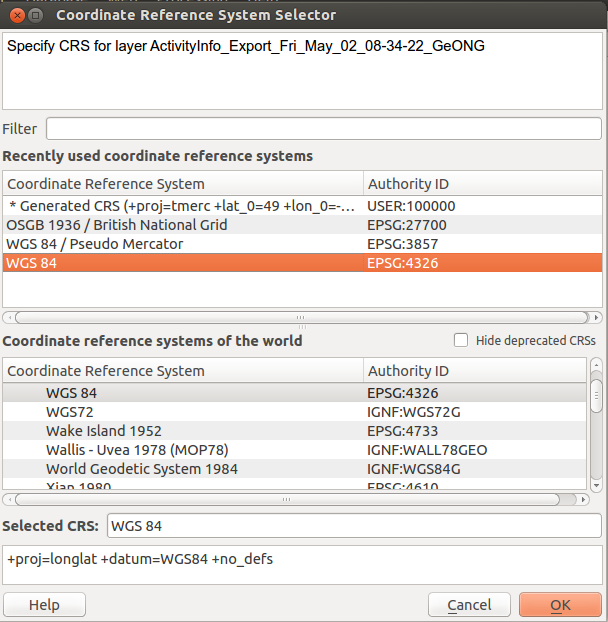 Coordinate Reference System Selector
Specify CRS for layer ActivityInfo_Export_Fri_May_02_08-34-22_GeONG
Filter
Recently used coordinate reference systems
Coordinate Reference System Authority ID
* Generated CRS (+proj=tmerc +lat_0=49 +lon_0=-... USER:100000
OSGB 1936 / British National Grid EPSG:27700
WGS 84 / Pseudo Mercator EPSG:3857
WGS 84 EPSG:4326
Coordinate reference systems of the world Hide deprecated CRSs
Coordinate Reference System Authority ID
WGS 84 EPSG:4326
WGS72 IGNF:WGS72G
Wake Island 1952 EPSG:4733
Wallis - Uvea 1978 (MOP78) IGNF:WALL78GEO
World Geodetic System 1984 IGNF:WGS84G
Xian 1980 EPSG:4610
Selected CRS: WGS 84
+proj=longlat +datum=WGS84 +no_defs
Help Cancel OK